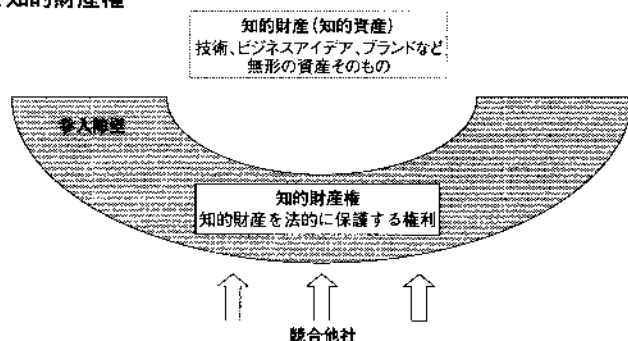 知的財産権
知的財産(知的資産)
技術、ビジネスアイデア、ブランドなど
無形の資産そのもの
参入障壁
知的財産権
知的財産を法的に保護する権利
競合他社